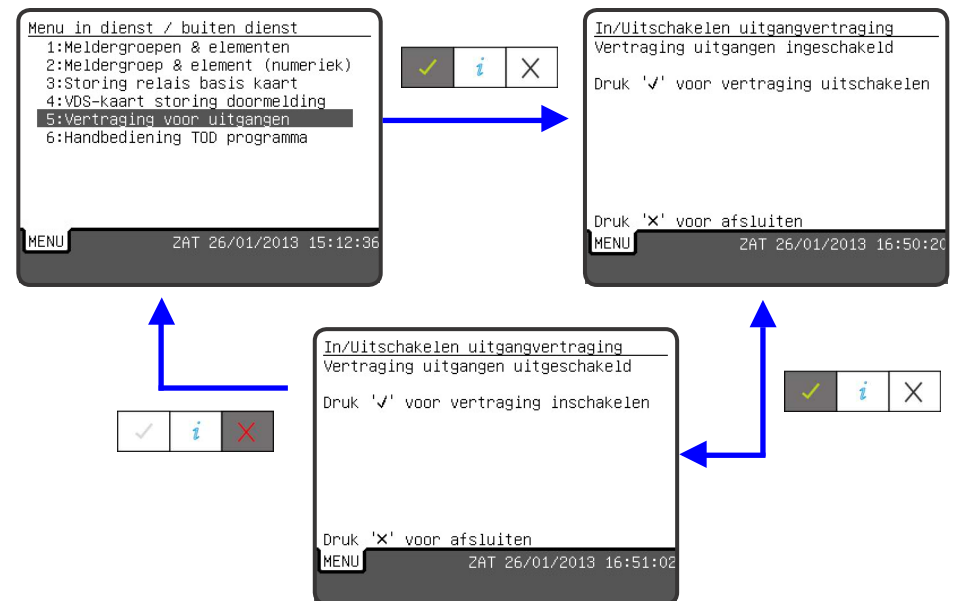 Menu in dienst / buiten dienst
1:Meldergroepen & elementen
2:Meldergroep & element (numeriek)
3:Storing relais basis kaart
4:VDS-kaart storing doormelding
5:Vertraging voor uitgangen
6:Handbediening TOD programma
MENU
ZAT 26/01/2013 15:12:36
✓ i X
In/Uitschakelen uitgangvertraging
Vertraging uitgangen ingeschakeld
Druk '✓' voor vertraging uitschakelen
Druk '×' voor afsluiten
MENU
ZAT 26/01/2013 16:50:20
✓ i X
In/Uitschakelen uitgangvertraging
Vertraging uitgangen uitgeschakeld
Druk '✓' voor vertraging inschakelen
Druk '×' voor afsluiten
MENU
ZAT 26/01/2013 16:51:02
✓ i X